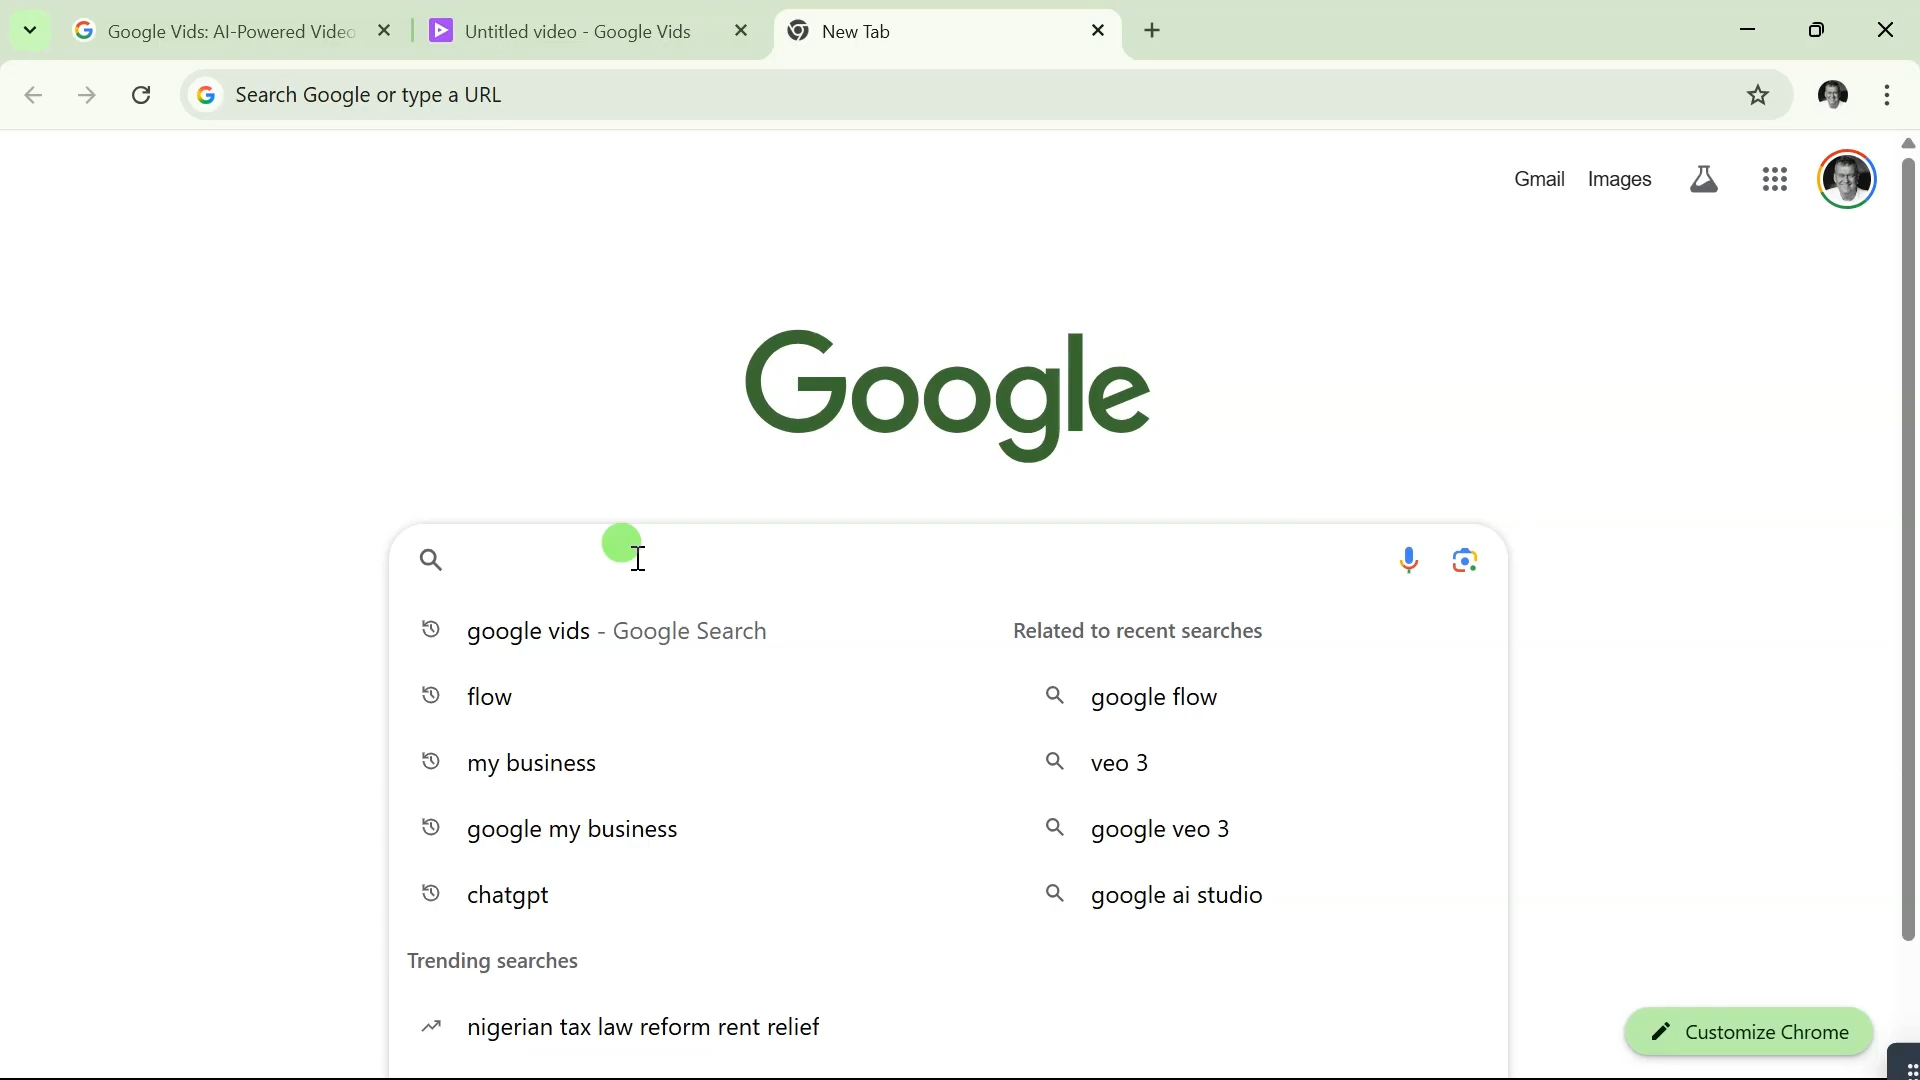 Google Vids: AI-Powered Video
Untitled video - Google Vids
New Tab
Search Google or type a URL
Gmail
Images
Google
google vids - Google Search
flow
my business
google my business
chatgpt
Related to recent searches
google flow
veo 3
google veo 3
google ai studio
Trending searches
nigerian tax law reform rent relief
Customize Chrome